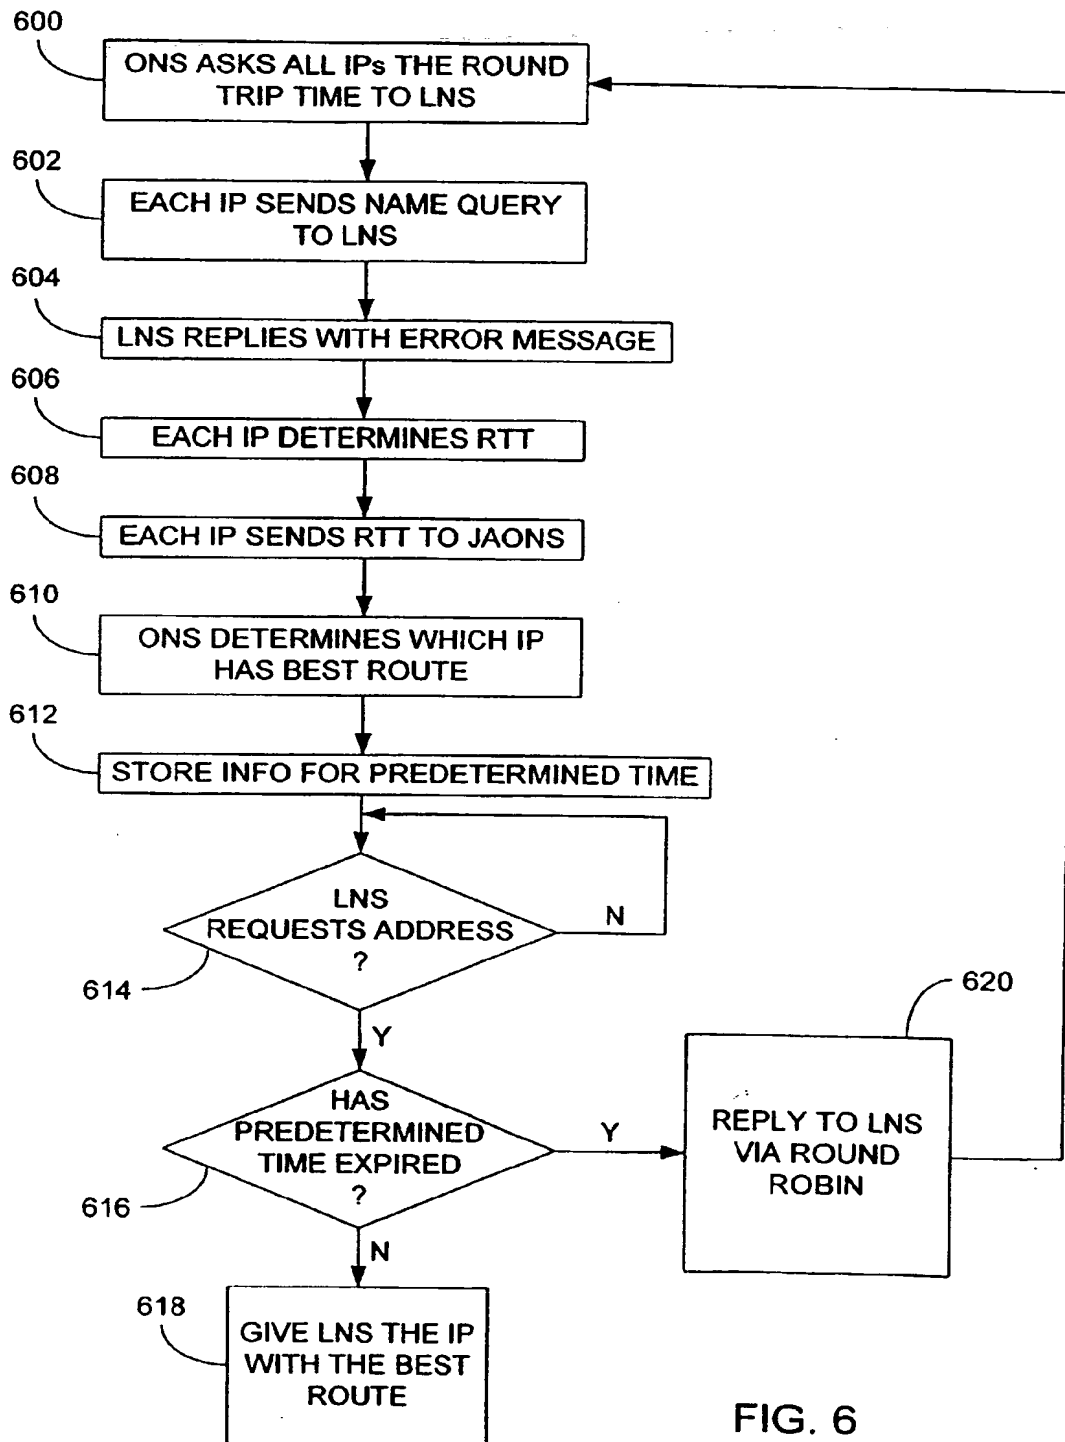 600
ONS ASKS ALL IPs THE ROUND
TRIP TIME TO LNS
602
EACH IP SENDS NAME QUERY
TO LNS
604
LNS REPLIES WITH ERROR MESSAGE
606
EACH IP DETERMINES RTT
608
EACH IP SENDS RTT TO JAONS
610
ONS DETERMINES WHICH IP
HAS BEST ROUTE
612
STORE INFO FOR PREDETERMINED TIME
LNS
REQUESTS ADDRESS
?
N
614
Y
620
HAS
PREDETERMINED
TIME EXPIRED
?
Y
616
REPLY TO LNS
VIA ROUND
ROBIN
N
618
GIVE LNS THE IP
WITH THE BEST
ROUTE
FIG. 6